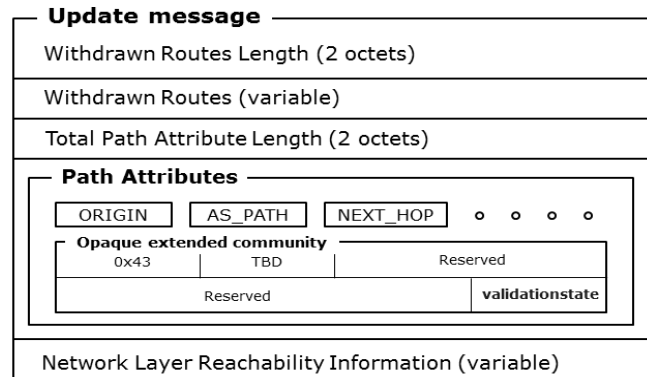 Update message
Withdrawn Routes Length (2 octets)
Withdrawn Routes (variable)
Total Path Attribute Length (2 octets)
Path Attributes
ORIGIN AS_PATH NEXT_HOP
Opaque extended community
0x43 TBD Reserved
Reserved validationstate
Network Layer Reachability Information (variable)